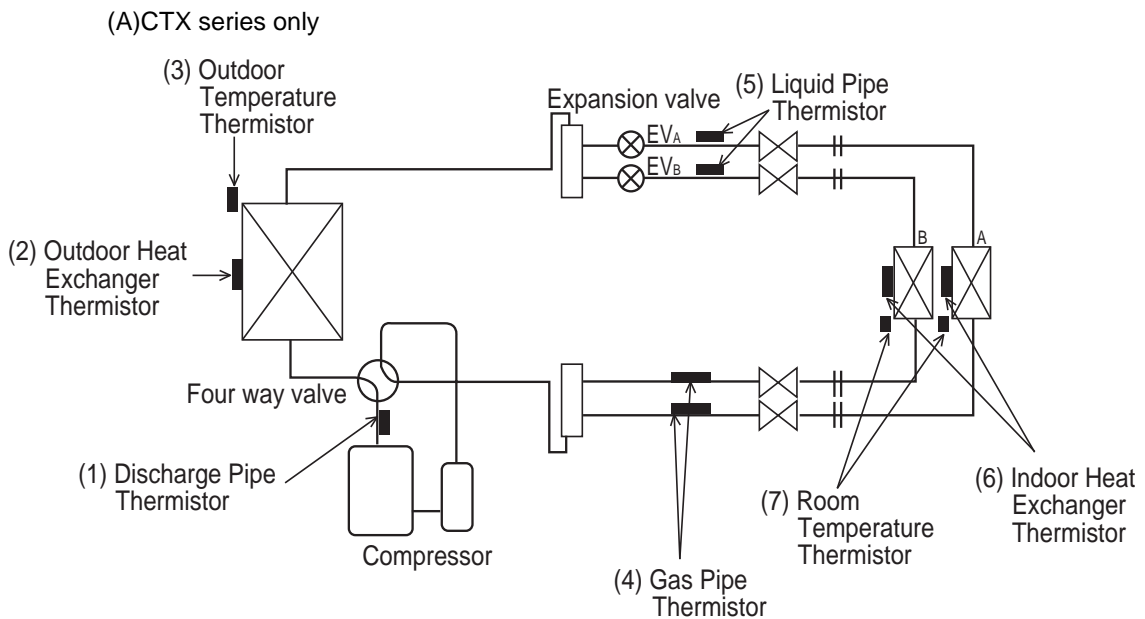 (A)CTX series only
(3) Outdoor
Temperature
Thermistor
Expansion valve
(5) Liquid Pipe
Thermistor
EVA
EVB
(2) Outdoor Heat
Exchanger
Thermistor
B
A
Four way valve
(1) Discharge Pipe
Thermistor
Compressor
(4) Gas Pipe
Thermistor
(7) Room
Temperature
Thermistor
(6) Indoor Heat
Exchanger
Thermistor